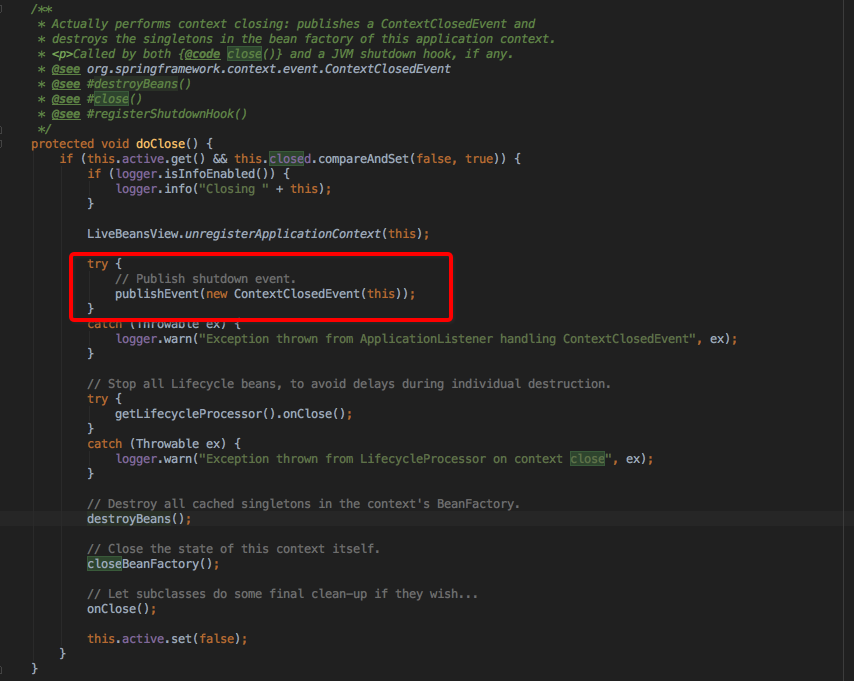 /**
 * Actually performs context closing: publishes a ContextClosedEvent and
 * destroys the singletons in the bean factory of this application context.
 * <p>Called by both {@code close()} and a JVM shutdown hook, if any.
 * @see org.springframework.context.event.ContextClosedEvent
 * @see #destroyBeans()
 * @see #close()
 * @see #registerShutdownHook()
 */
protected void doClose() {
    if (this.active.get() && this.closed.compareAndSet(false, true)) {
        if (logger.isInfoEnabled()) {
            logger.info("Closing " + this);
        }

        LiveBeansView.unregisterApplicationContext(this);

        try {
            // Publish shutdown event.
            publishEvent(new ContextClosedEvent(this));
        }
        catch (Throwable ex) {
            logger.warn("Exception thrown from ApplicationListener handling ContextClosedEvent", ex);
        }

        // Stop all Lifecycle beans, to avoid delays during individual destruction.
        try {
            getLifecycleProcessor().onClose();
        }
        catch (Throwable ex) {
            logger.warn("Exception thrown from LifecycleProcessor on context close", ex);
        }

        // Destroy all cached singletons in the context's BeanFactory.
        destroyBeans();

        // Close the state of this context itself.
        closeBeanFactory();

        // Let subclasses do some final clean-up if they wish...
        onClose();

        this.active.set(false);
    }
}